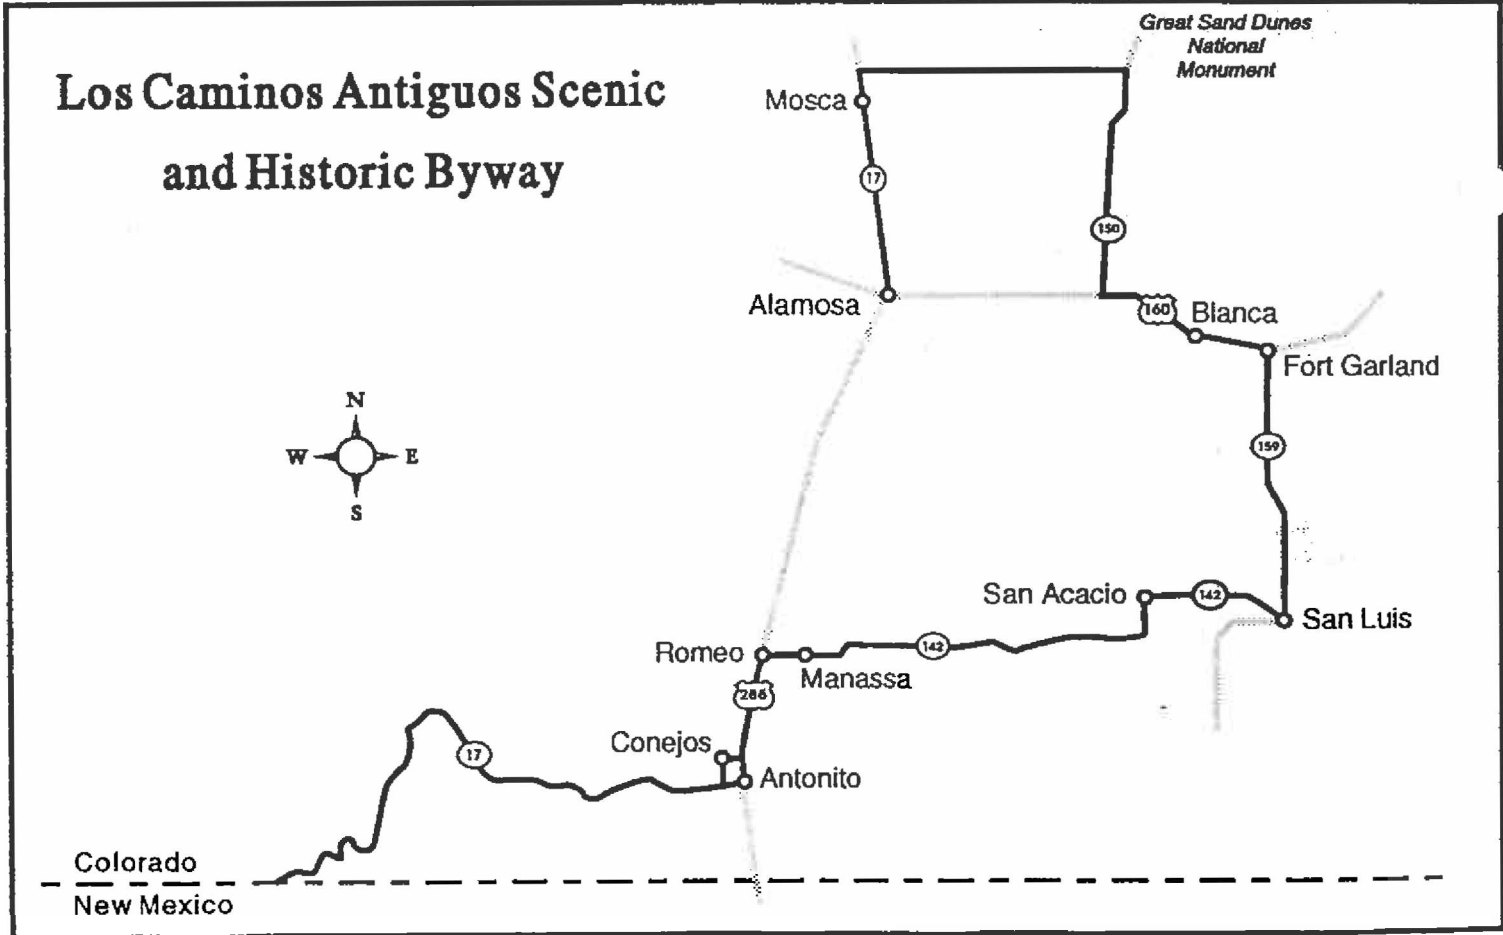 Great Sand Dunes
National
Monument
Los Caminos Antiguos Scenic
and Historic Byway
Mosca
17
150
Alamosa
160
Blanca
Fort Garland
N
W
E
S
159
San Acacio
142
San Luis
Romeo
142
Manassa
285
Conejos
17
Antonito
Colorado
New Mexico